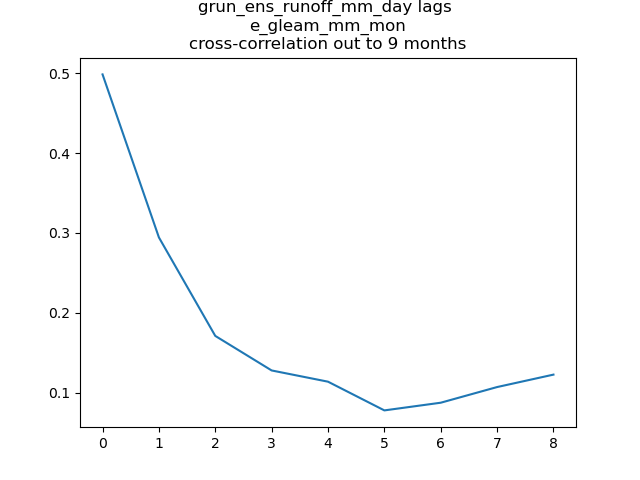 grun_ens_runoff_mm_day lags
e_gleam_mm_mon
cross-correlation out to 9 months
0.5
0.4
0.3
0.2
0.1
0 1 2 3 4 5 6 7 8